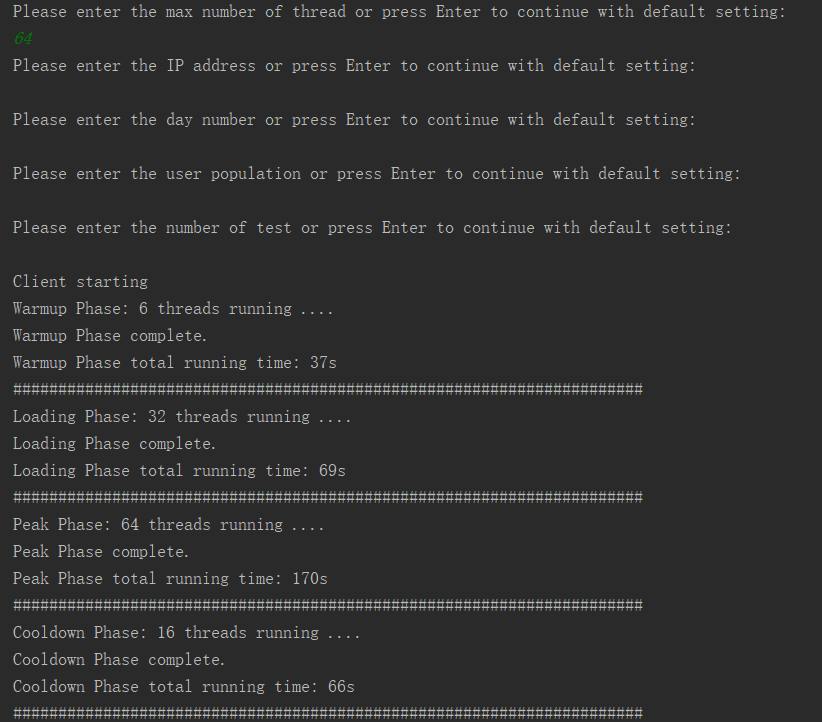 Please enter the max number of thread or press Enter to continue with default setting:
64
Please enter the IP address or press Enter to continue with default setting:
Please enter the day number or press Enter to continue with default setting:
Please enter the user population or press Enter to continue with default setting:
Please enter the number of test or press Enter to continue with default setting:
Client starting
Warmup Phase: 6 threads running ....
Warmup Phase complete.
Warmup Phase total running time: 37s
######################################################################
Loading Phase: 32 threads running ....
Loading Phase complete.
Loading Phase total running time: 69s
######################################################################
Peak Phase: 64 threads running ....
Peak Phase complete.
Peak Phase total running time: 170s
######################################################################
Cooldown Phase: 16 threads running ....
Cooldown Phase complete.
Cooldown Phase total running time: 66s
######################################################################